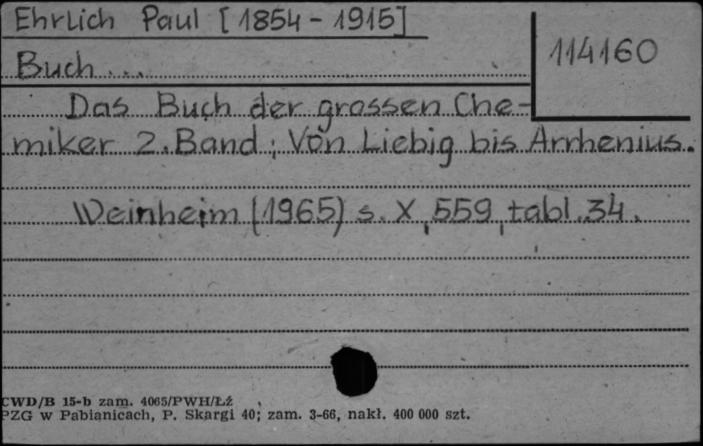 Ehrlich Paul [1854-1915]
114160
Buch...
Das Buch der grossen Che-
miker 2. Band; Von Liebig bis Arrhenius.
Weinheim (1965) s. X, 559, tabl. 34.
CWD/B 15-b zam. 4065/PWH/Łź
PZG w Pabianicach, P. Skargi 40; zam. 3-66, nakł. 400 000 szt.